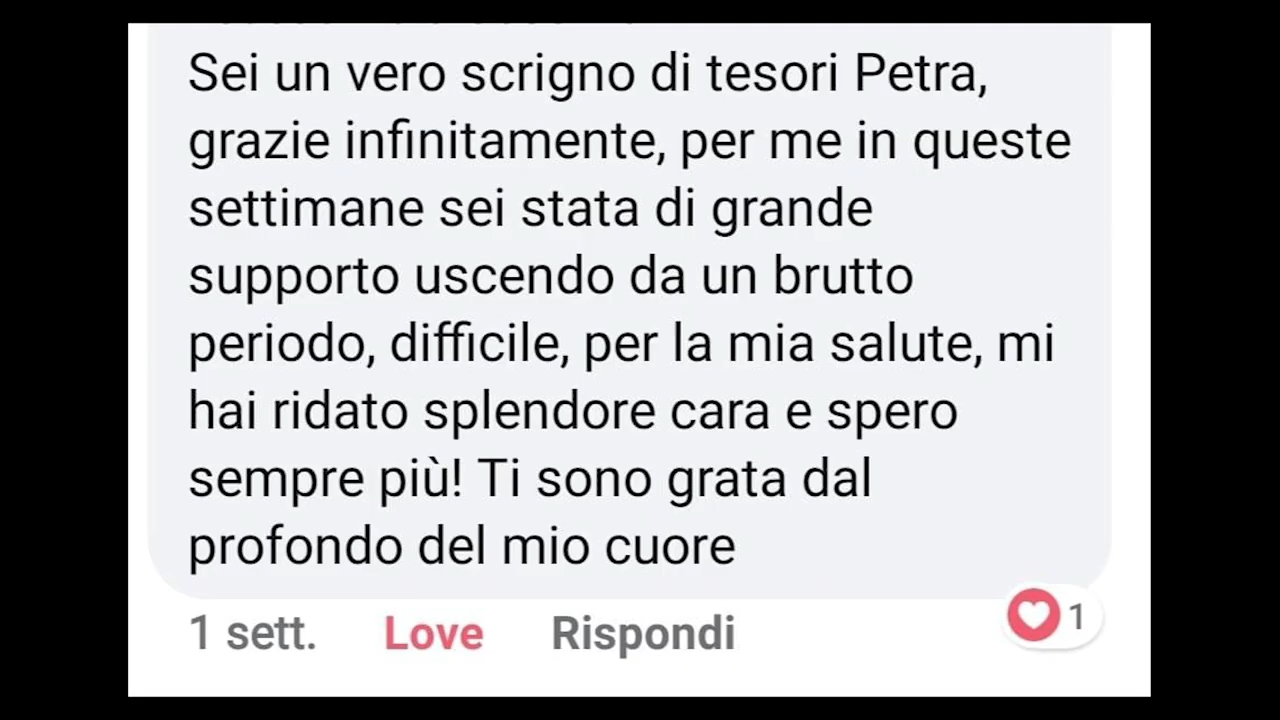 Sei un vero scrigno di tesori Petra,
grazie infinitamente, per me in queste
settimane sei stata di grande
supporto uscendo da un brutto
periodo, difficile, per la mia salute, mi
hai ridato splendore cara e spero
sempre più! Ti sono grata dal
profondo del mio cuore
1 sett. Love Rispondi 1